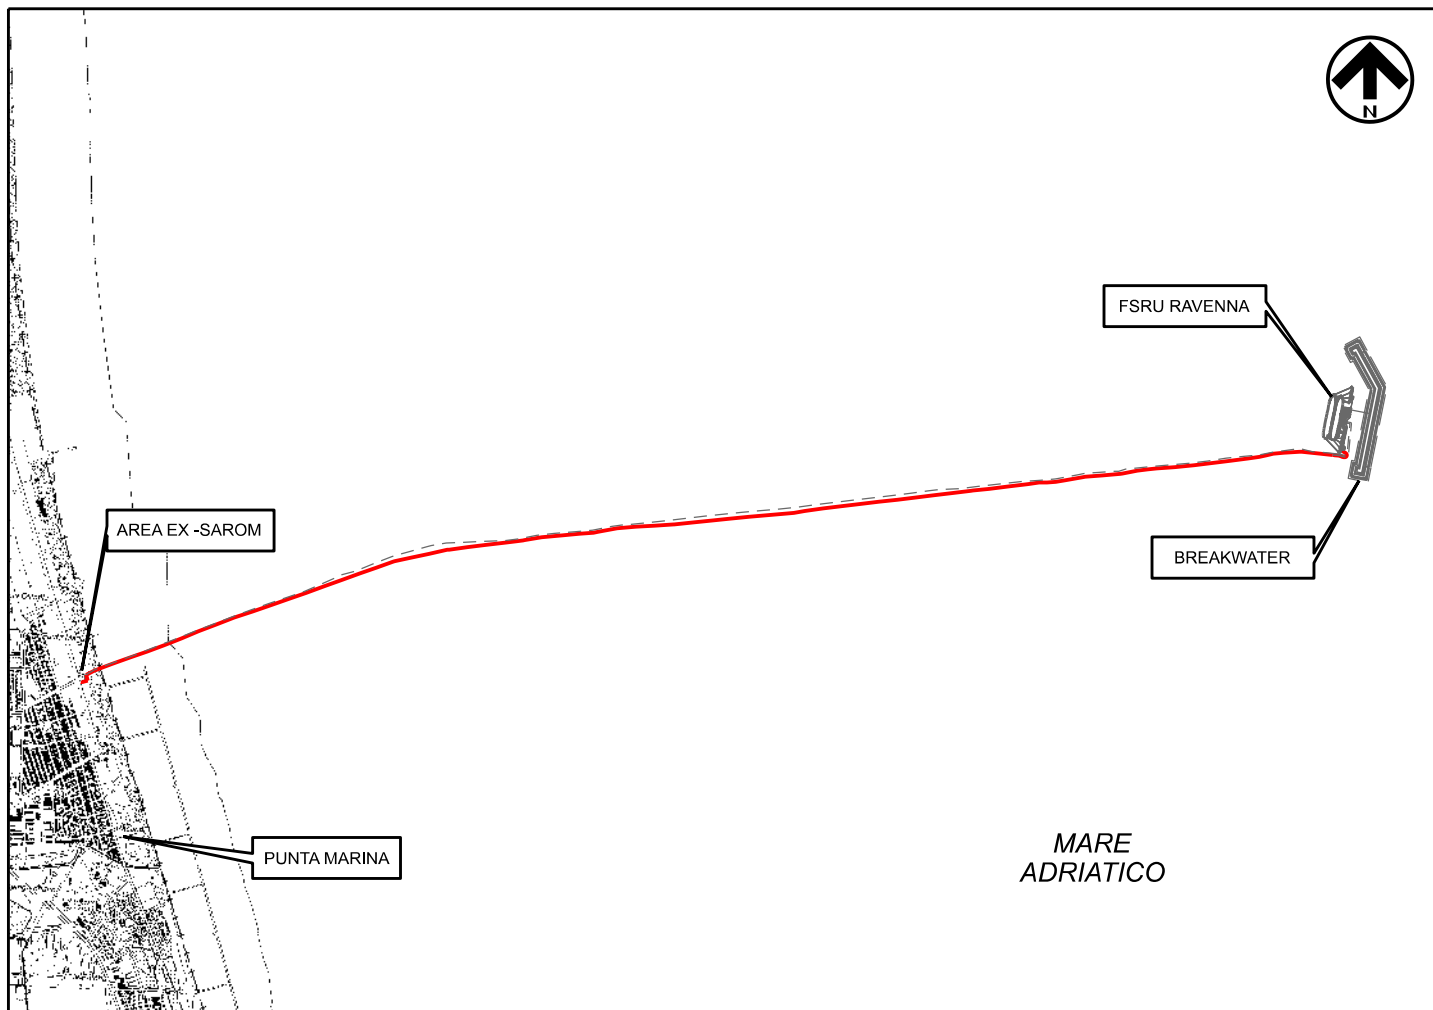 N
FSRU RAVENNA
AREA EX -SAROM
BREAKWATER
PUNTA MARINA
MARE
ADRIATICO